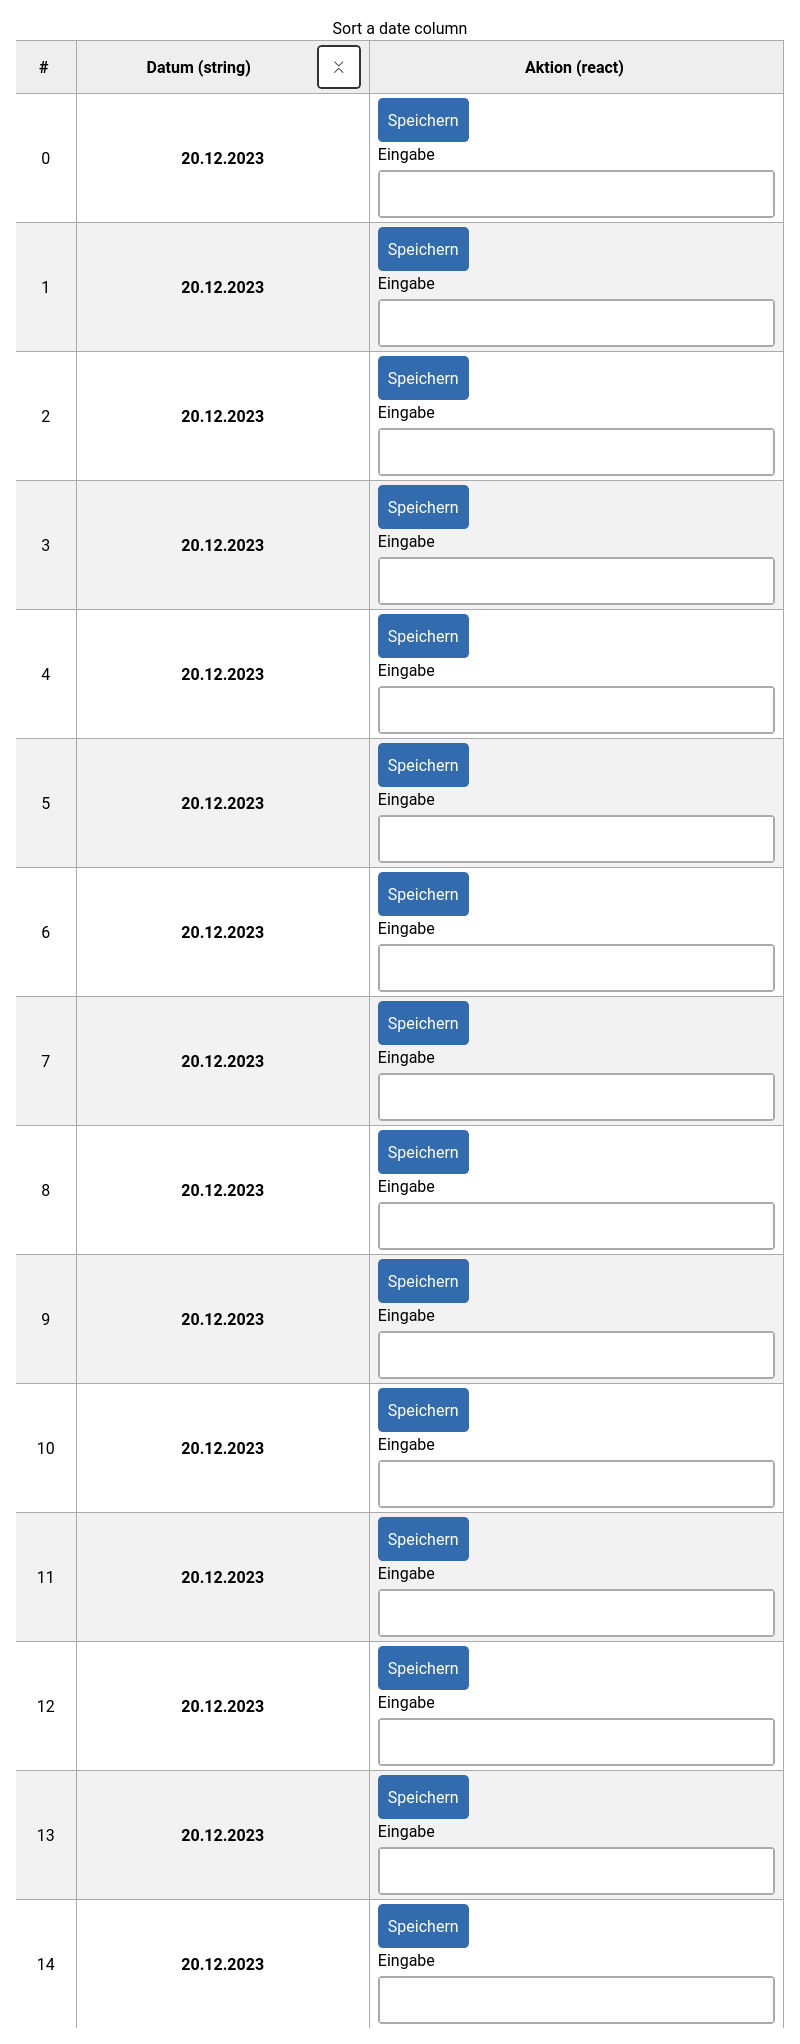 Sort a date column
# Datum (string) Aktion (react)
Speichern
0 20.12.2023 Eingabe
Speichern
1 20.12.2023 Eingabe
Speichern
2 20.12.2023 Eingabe
Speichern
3 20.12.2023 Eingabe
Speichern
4 20.12.2023 Eingabe
Speichern
5 20.12.2023 Eingabe
Speichern
6 20.12.2023 Eingabe
Speichern
7 20.12.2023 Eingabe
Speichern
8 20.12.2023 Eingabe
Speichern
9 20.12.2023 Eingabe
Speichern
10 20.12.2023 Eingabe
Speichern
11 20.12.2023 Eingabe
Speichern
12 20.12.2023 Eingabe
Speichern
13 20.12.2023 Eingabe
Speichern
14 20.12.2023 Eingabe